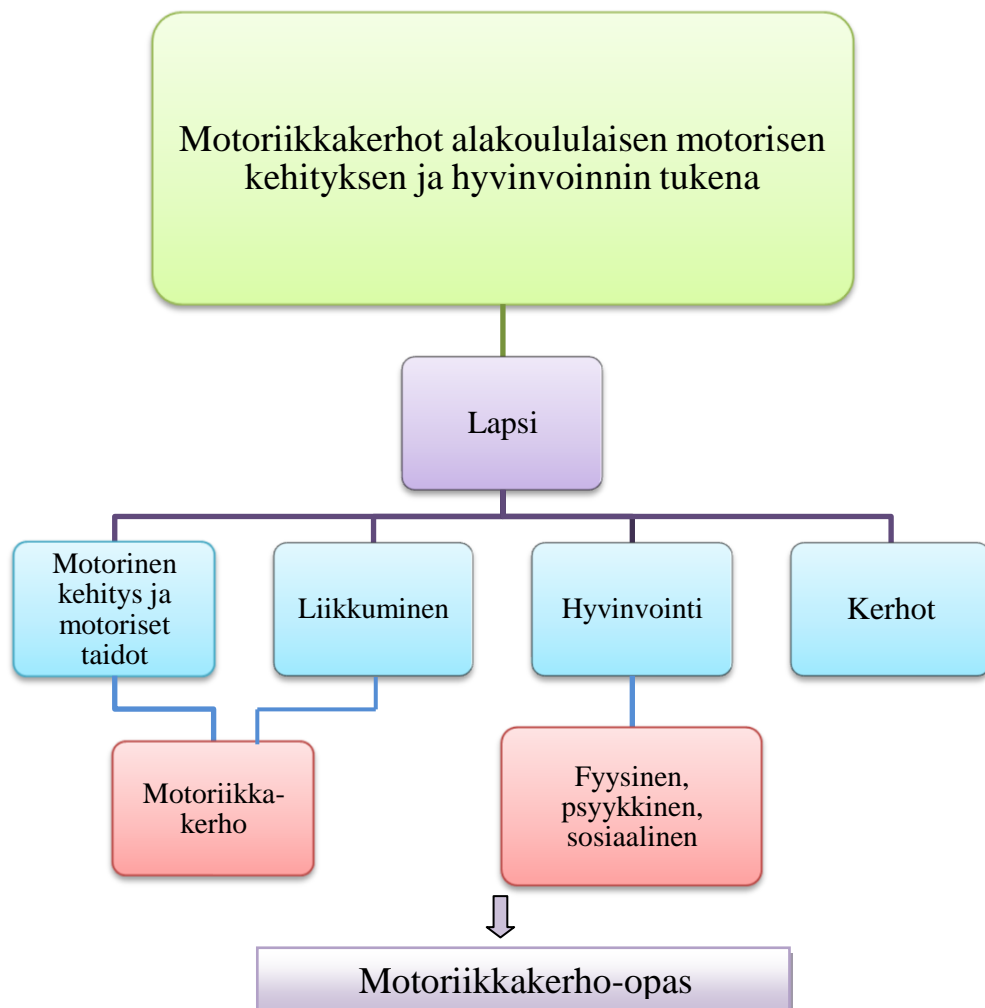 Motoriikkakerhot alakoululaisen motorisen
kehityksen ja hyvinvoinnin tukena
Lapsi
Motorinen
kehitys ja
motoriset
taidot
Liikkuminen
Hyvinvointi
Kerhot
Motoriikka-
kerho
Fyysinen,
psyykkinen,
sosiaalinen
Motoriikkakerho-opas